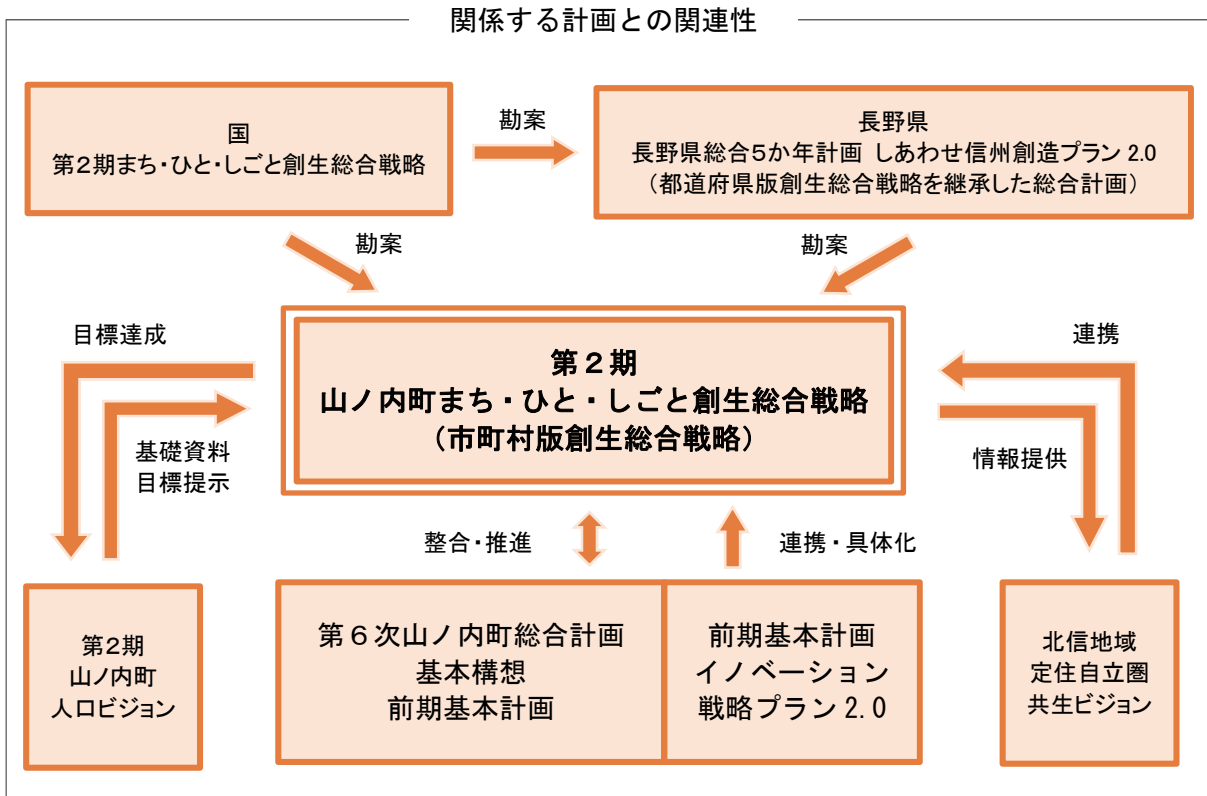 関係する計画との関連性
国
第2期まち・ひと・しごと創生総合戦略
勘案
長野県
長野県総合5か年計画 しあわせ信州創造プラン 2.0
（都道府県版創生総合戦略を継承した総合計画）
勘案
勘案
目標達成
第２期
山ノ内町まち・ひと・しごと創生総合戦略
（市町村版創生総合戦略）
連携
基礎資料
目標提示
情報提供
整合・推進
連携・具体化
第2期
山ノ内町
人口ビジョン
第６次山ノ内町総合計画
基本構想
前期基本計画
前期基本計画
イノベーション
戦略プラン 2.0
北信地域
定住自立圏
共生ビジョン